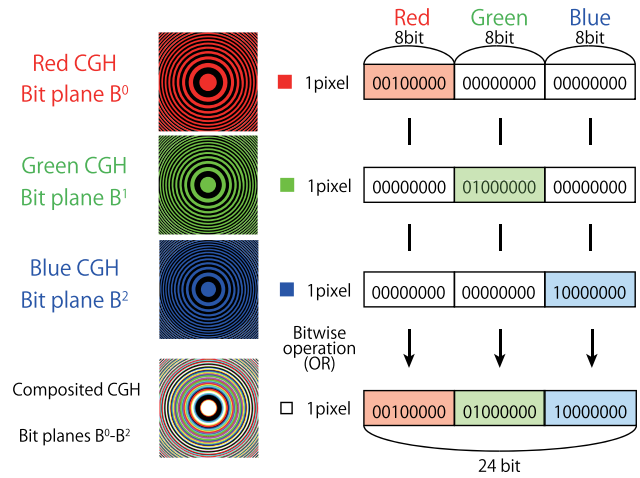 Red Green Blue
8bit 8bit 8bit
Red CGH
Bit plane B⁰
1pixel 00100000 00000000 00000000
Green CGH
Bit plane B¹
1pixel 00000000 01000000 00000000
Blue CGH
Bit plane B²
1pixel 00000000 00000000 10000000
Bitwise
operation
(OR)
Composited CGH
Bit planes B⁰-B²
1pixel 00100000 01000000 10000000
24 bit